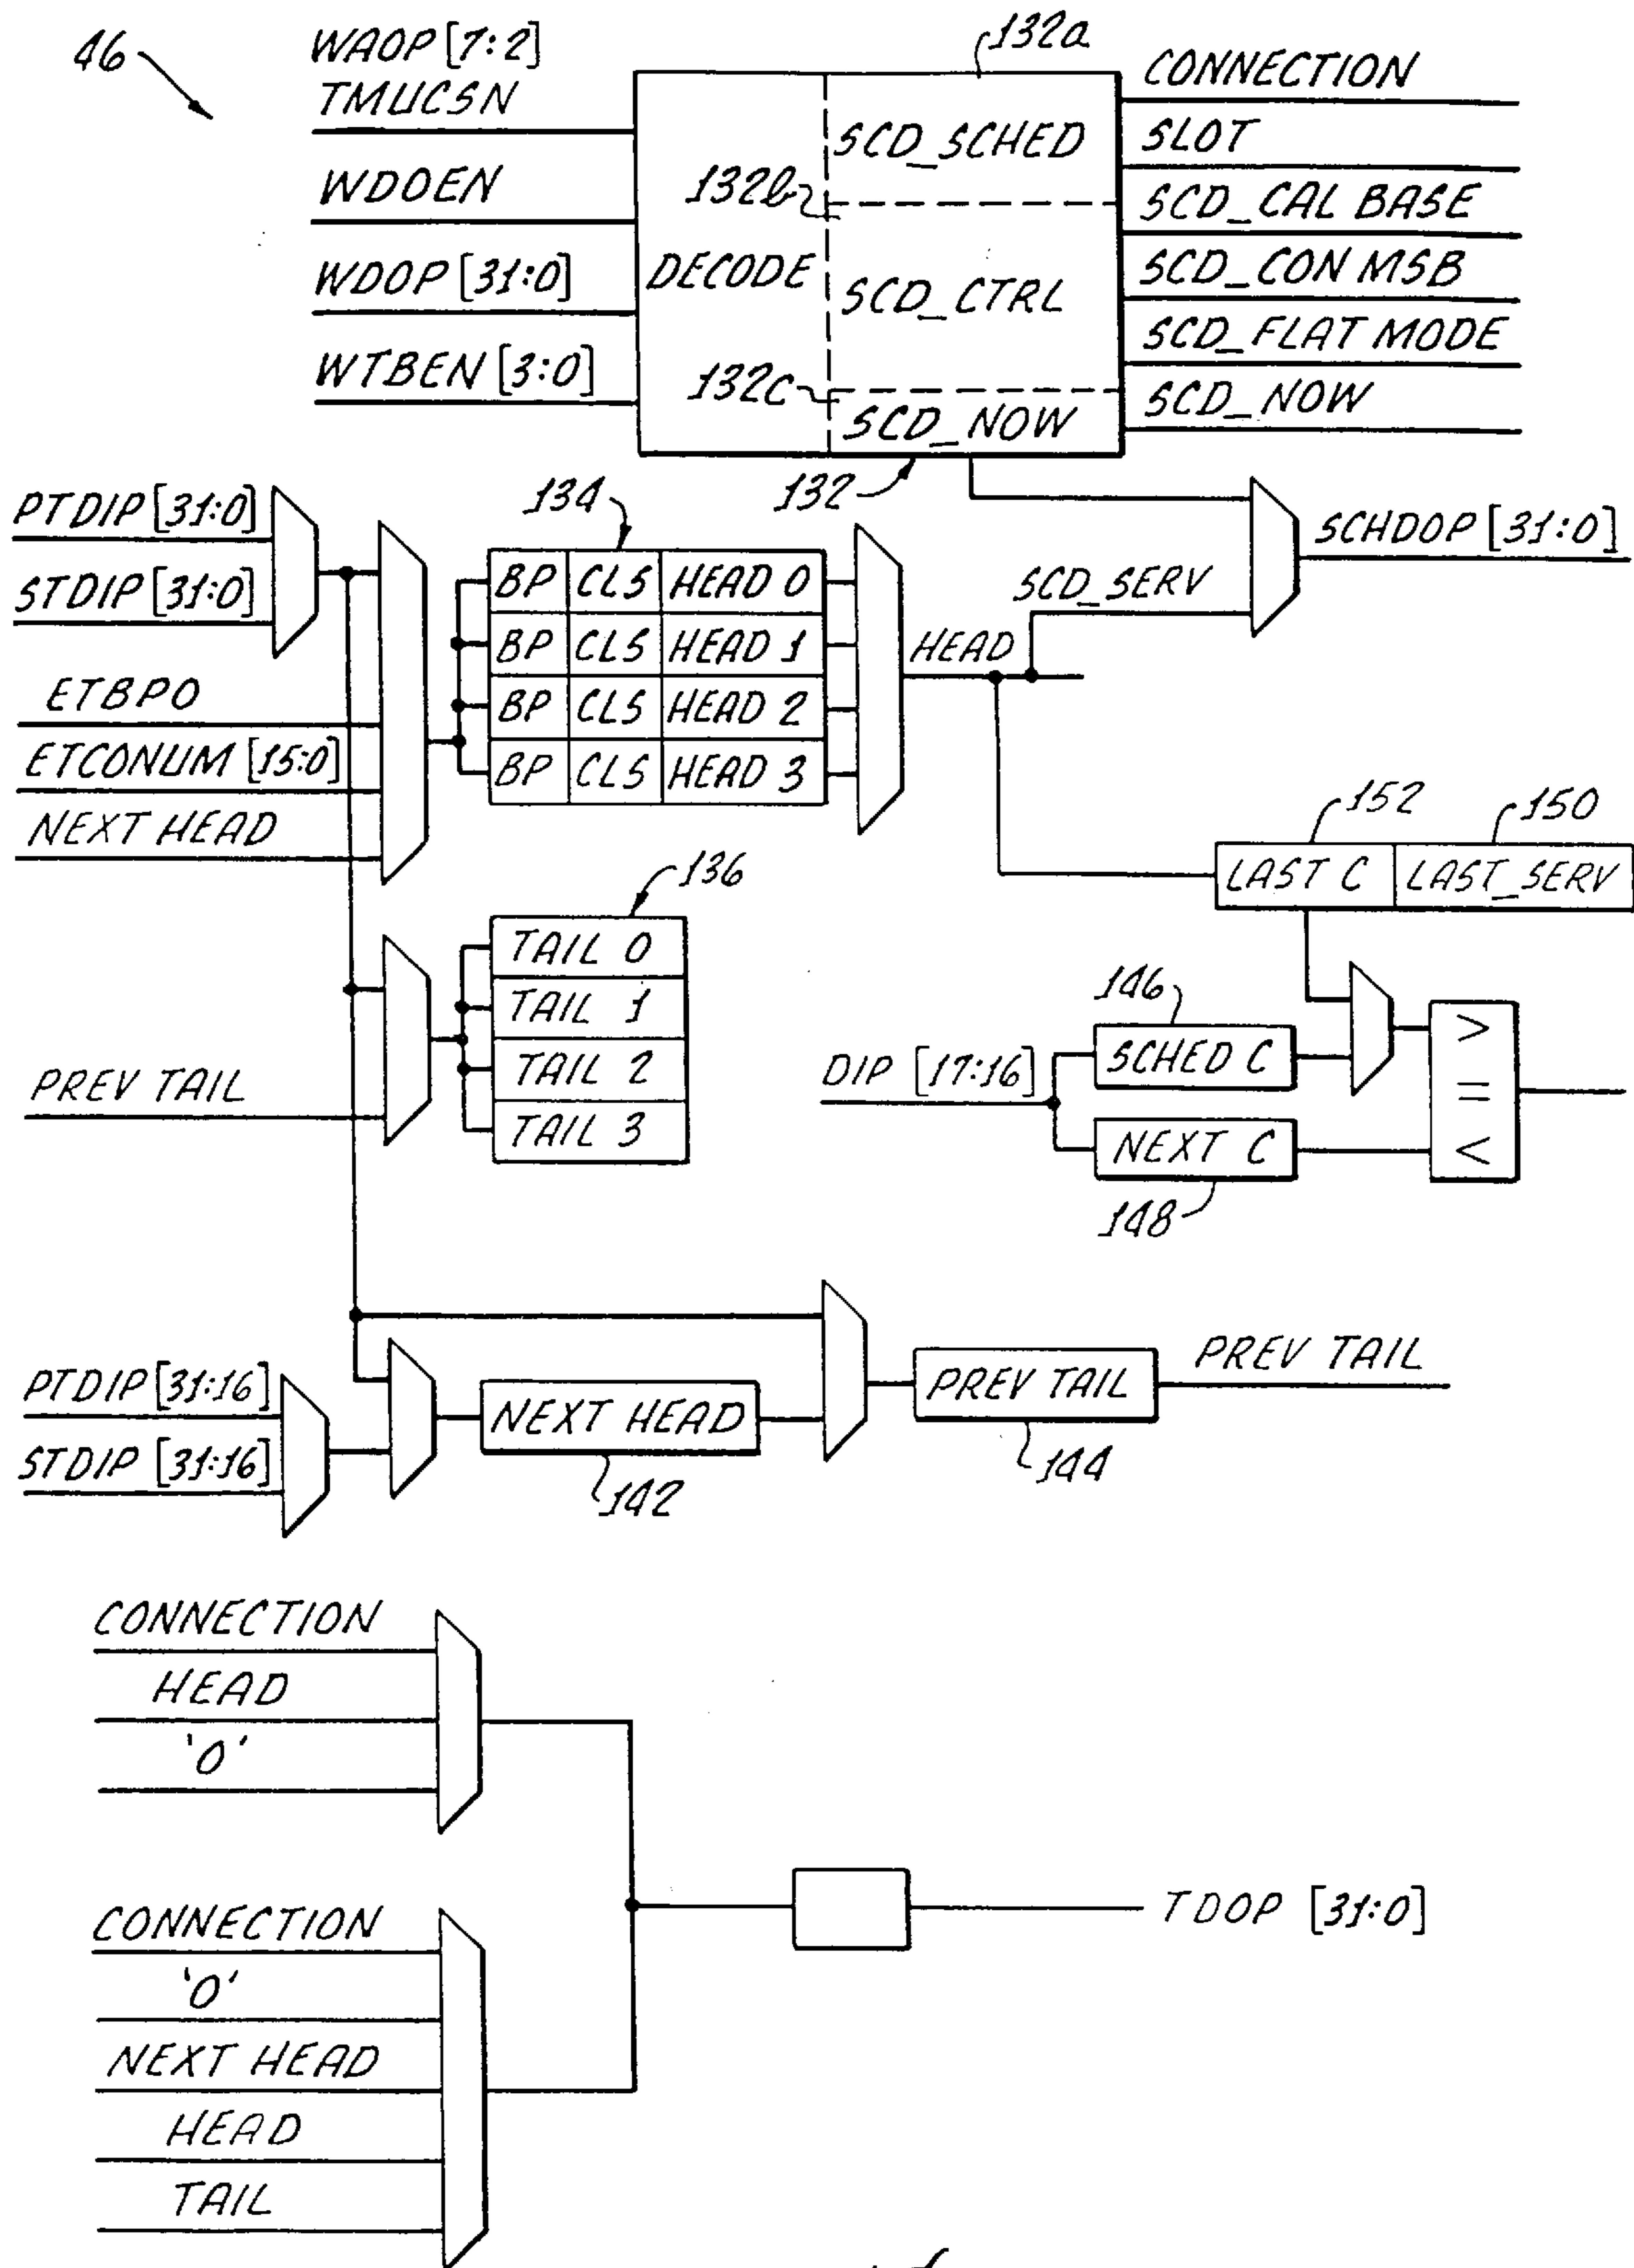 46
WAOP [7:2]
TMUCSN
WDOEN
WDOP [31:0]
WTBEN [3:0]
DECODE
132a
SCD_SCHED
132b
SCD_CTRL
132c
SCD_NOW
132
CONNECTION
SLOT
SCD_CAL BASE
SCD_CON MSB
SCD_FLAT MODE
SCD_NOW
PTDIP [31:0]
STDIP [31:0]
ETBPO
ETCONUM [15:0]
NEXT HEAD
134
BP CLS HEAD 0
BP CLS HEAD 1
BP CLS HEAD 2
BP CLS HEAD 3
HEAD
SCD_SERV
SCHDOP [31:0]
152
150
LAST C LAST_SERV
136
TAIL 0
TAIL 1
TAIL 2
TAIL 3
PREV TAIL
146
DIP [17:16]
SCHED C
NEXT C
148
>
=
<
PTDIP [31:16]
STDIP [31:16]
NEXT HEAD
142
PREV TAIL
144
PREV TAIL
CONNECTION
HEAD
'0'
CONNECTION
'0'
NEXT HEAD
HEAD
TAIL
TDOP [31:0]